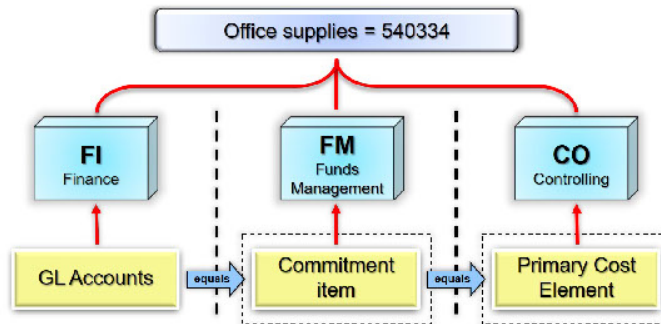 Office supplies = 540334
FI
Finance
FM
Funds
Management
CO
Controlling
GL Accounts
equals
Commitment
item
equals
Primary Cost
Element